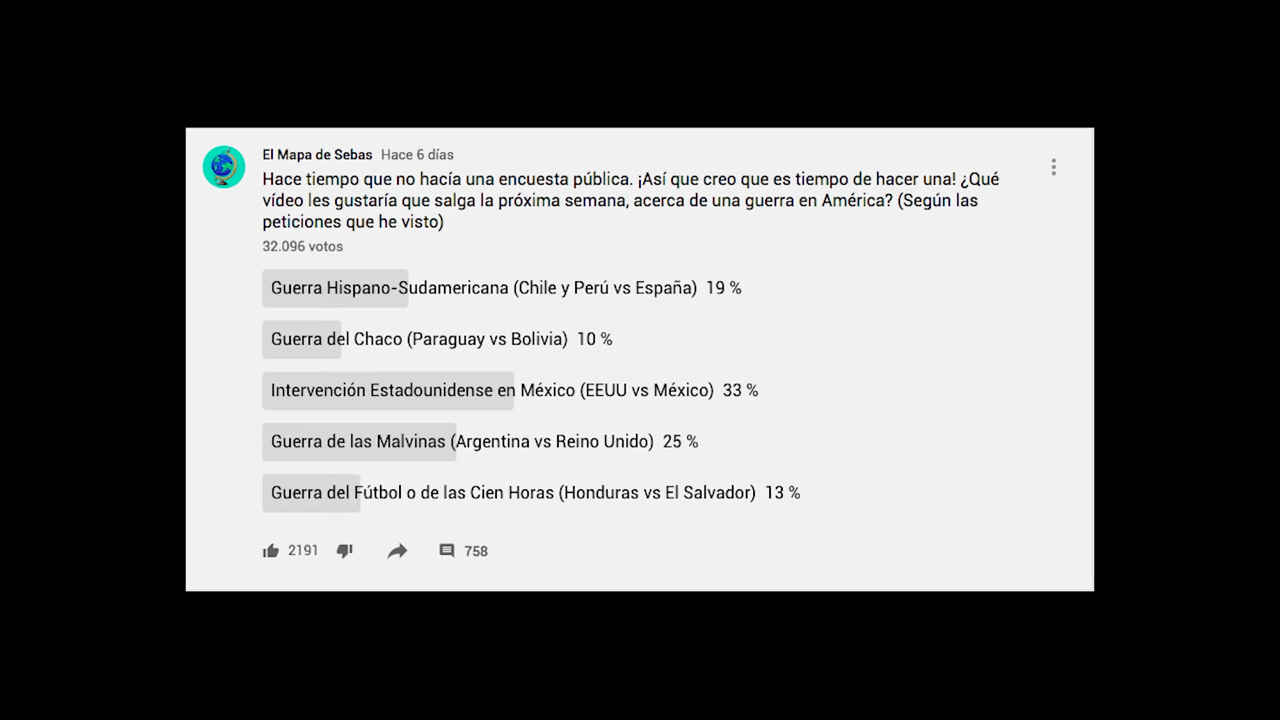 El Mapa de Sebas Hace 6 días
Hace tiempo que no hacía una encuesta pública. ¡Así que creo que es tiempo de hacer una! ¿Qué
vídeo les gustaría que salga la próxima semana, acerca de una guerra en América? (Según las
peticiones que he visto)
32.096 votos
Guerra Hispano-Sudamericana (Chile y Perú vs España) 19 %
Guerra del Chaco (Paraguay vs Bolivia) 10 %
Intervención Estadounidense en México (EEUU vs México) 33 %
Guerra de las Malvinas (Argentina vs Reino Unido) 25 %
Guerra del Fútbol o de las Cien Horas (Honduras vs El Salvador) 13 %
2191 758